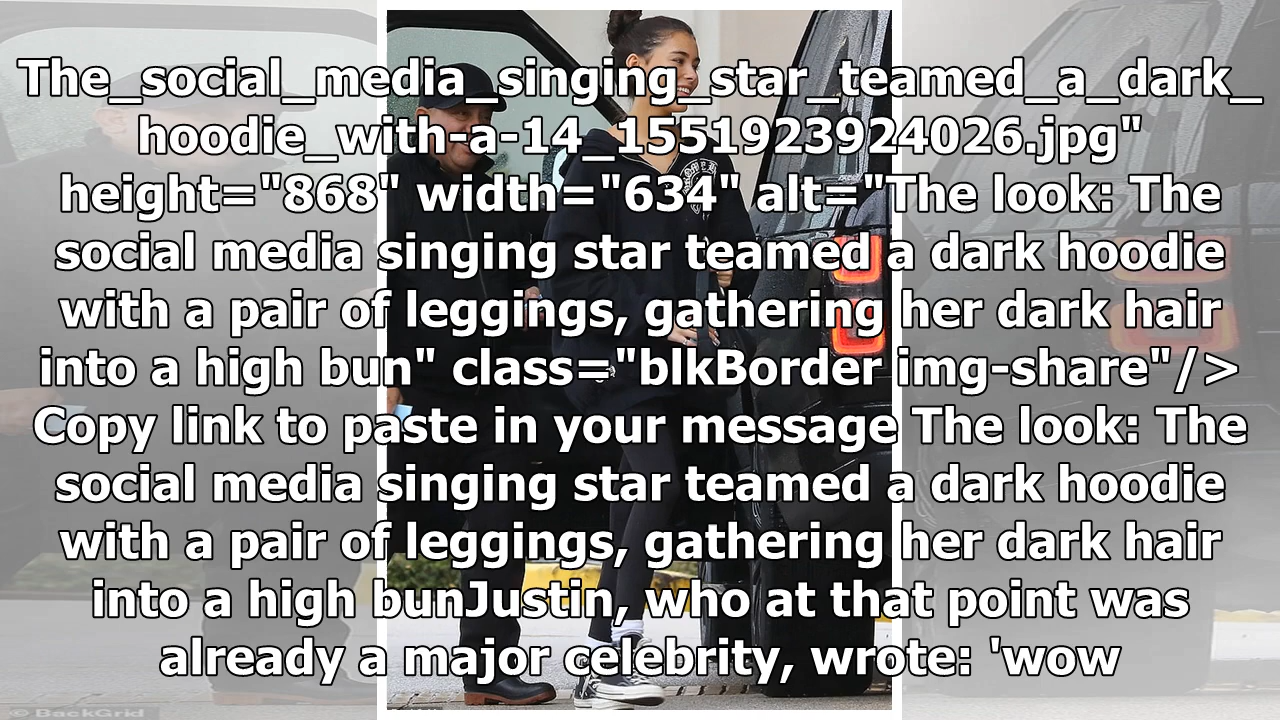 The_social_media_singing_star_teamed_a_dark_
hoodie_with-a-14_1551923924026.jpg"
height="868" width="634" alt="The look: The
social media singing star teamed a dark hoodie
with a pair of leggings, gathering her dark hair
into a high bun" class="blkBorder img-share"/>
Copy link to paste in your message The look: The
social media singing star teamed a dark hoodie
with a pair of leggings, gathering her dark hair
into a high bunJustin, who at that point was
already a major celebrity, wrote: 'wow
© BackGrid